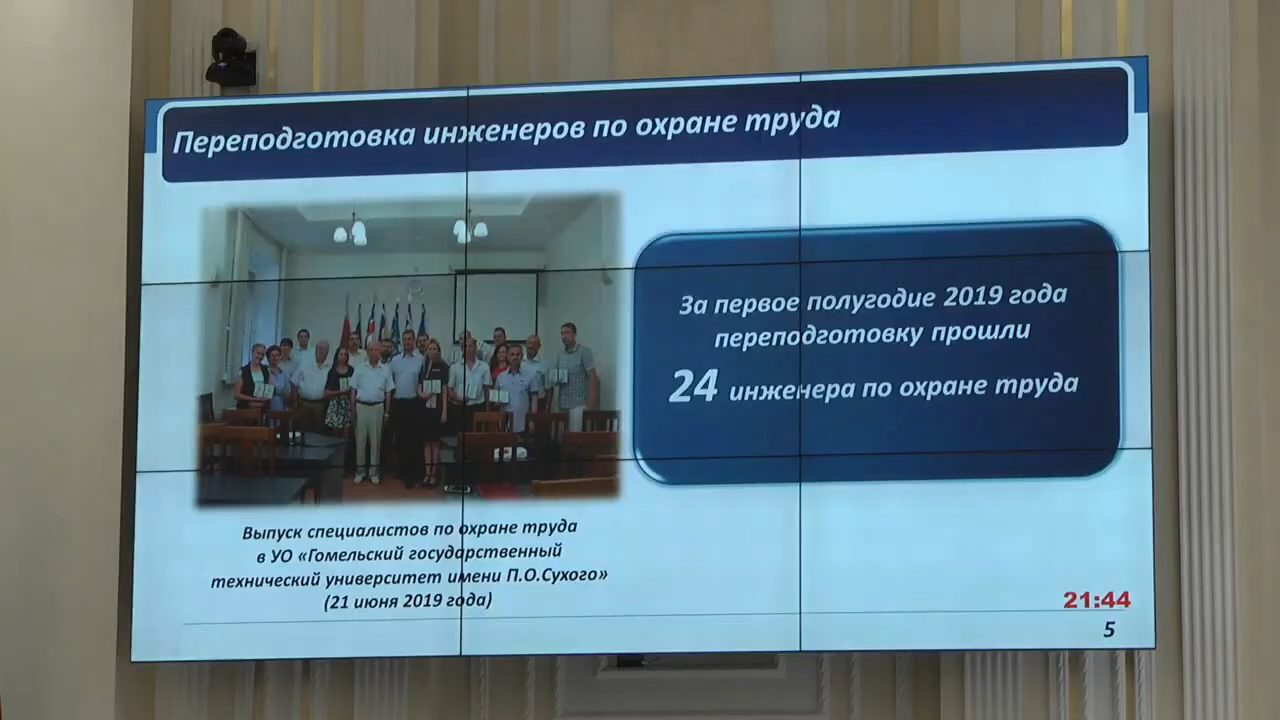 Переподготовка инженеров по охране труда
За первое полугодие 2019 года
переподготовку прошли
24 инженера по охране труда
Выпуск специалистов по охране труда
в УО «Гомельский государственный
технический университет имени П.О.Сухого»
(21 июня 2019 года)
21:44
5